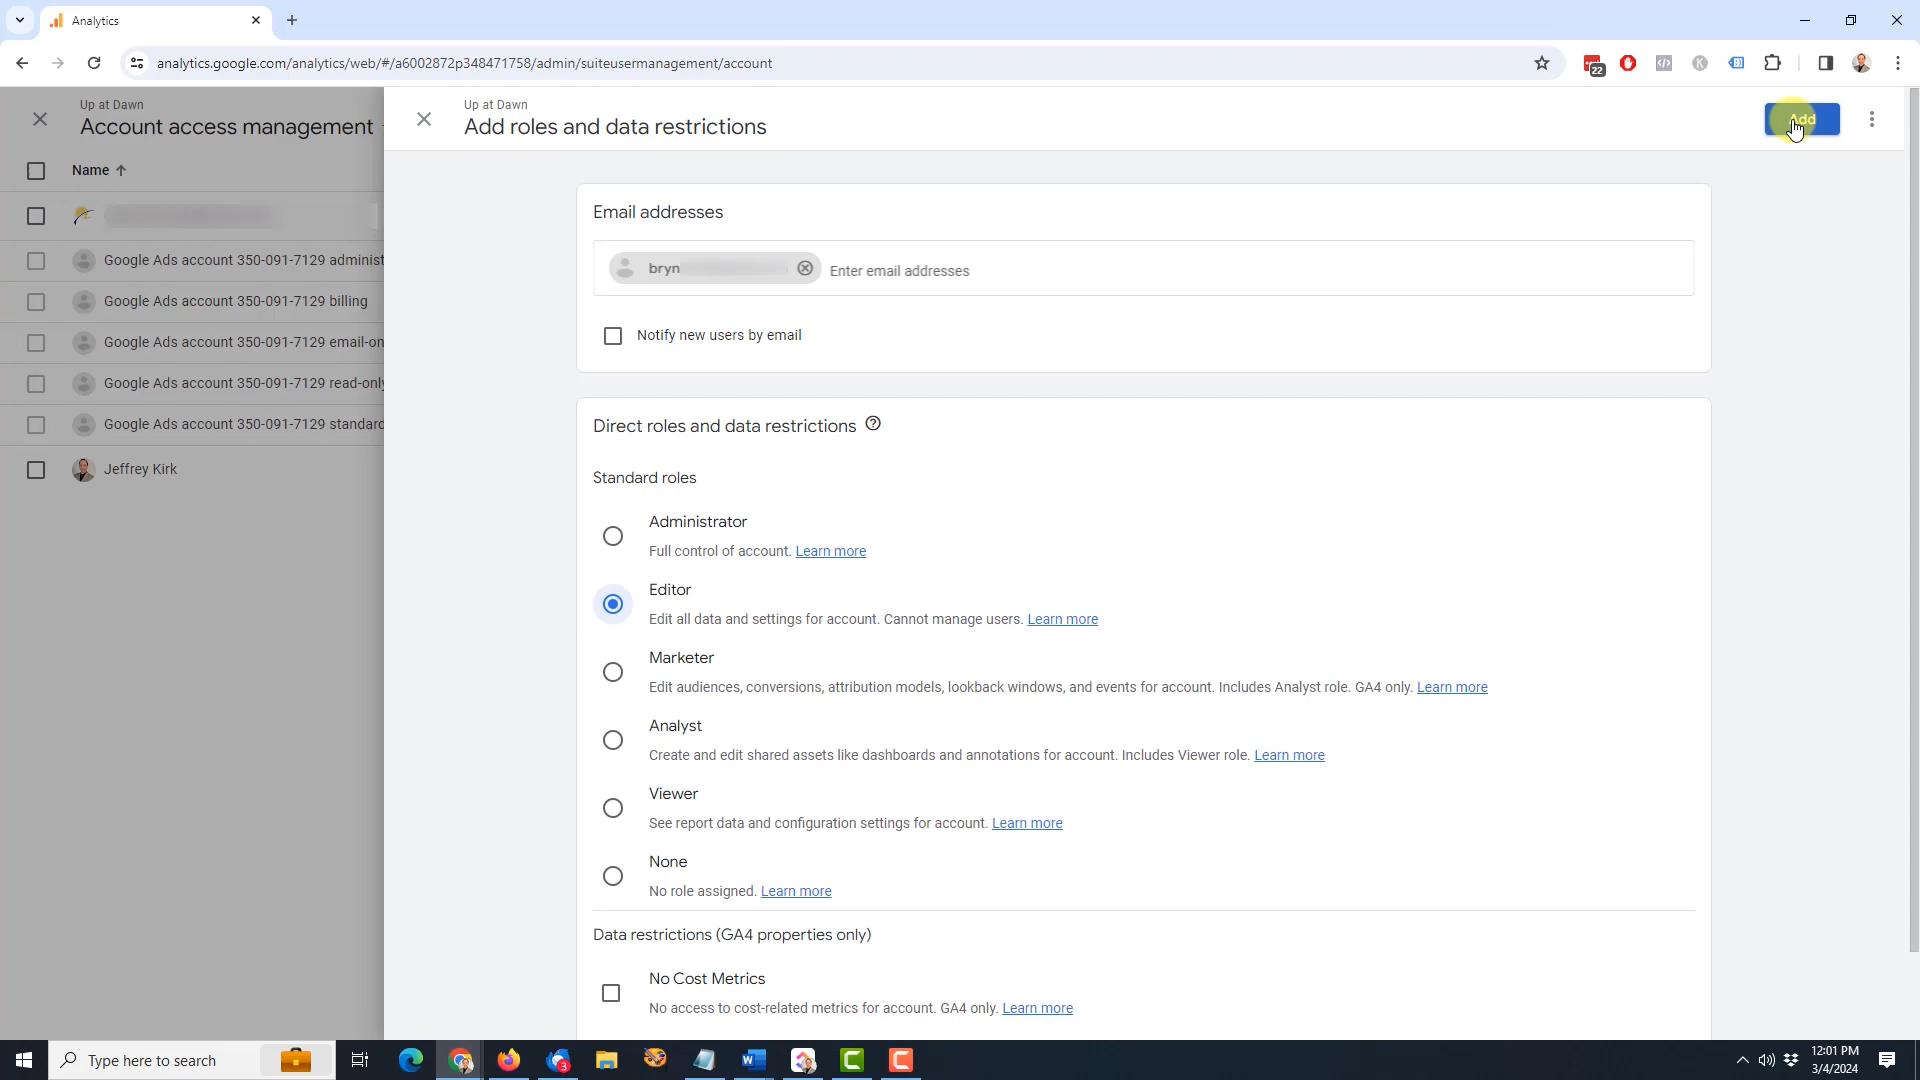 Analytics
analytics.google.com/analytics/web/#/a6002872p348471758/admin/suiteusermanagement/account
22
Up at Dawn
Account access management
Name
Google Ads account 350-091-7129 administ
Google Ads account 350-091-7129 billing
Google Ads account 350-091-7129 email-on
Google Ads account 350-091-7129 read-only
Google Ads account 350-091-7129 standard
Jeffrey Kirk
Up at Dawn
Add roles and data restrictions
Add
Email addresses
bryn
Enter email addresses
Notify new users by email
Direct roles and data restrictions
Standard roles
Administrator
Full control of account. Learn more
Editor
Edit all data and settings for account. Cannot manage users. Learn more
Marketer
Edit audiences, conversions, attribution models, lookback windows, and events for account. Includes Analyst role. GA4 only. Learn more
Analyst
Create and edit shared assets like dashboards and annotations for account. Includes Viewer role. Learn more
Viewer
See report data and configuration settings for account. Learn more
None
No role assigned. Learn more
Data restrictions (GA4 properties only)
No Cost Metrics
No access to cost-related metrics for account. GA4 only. Learn more
Type here to search
3
12:01 PM
3/4/2024